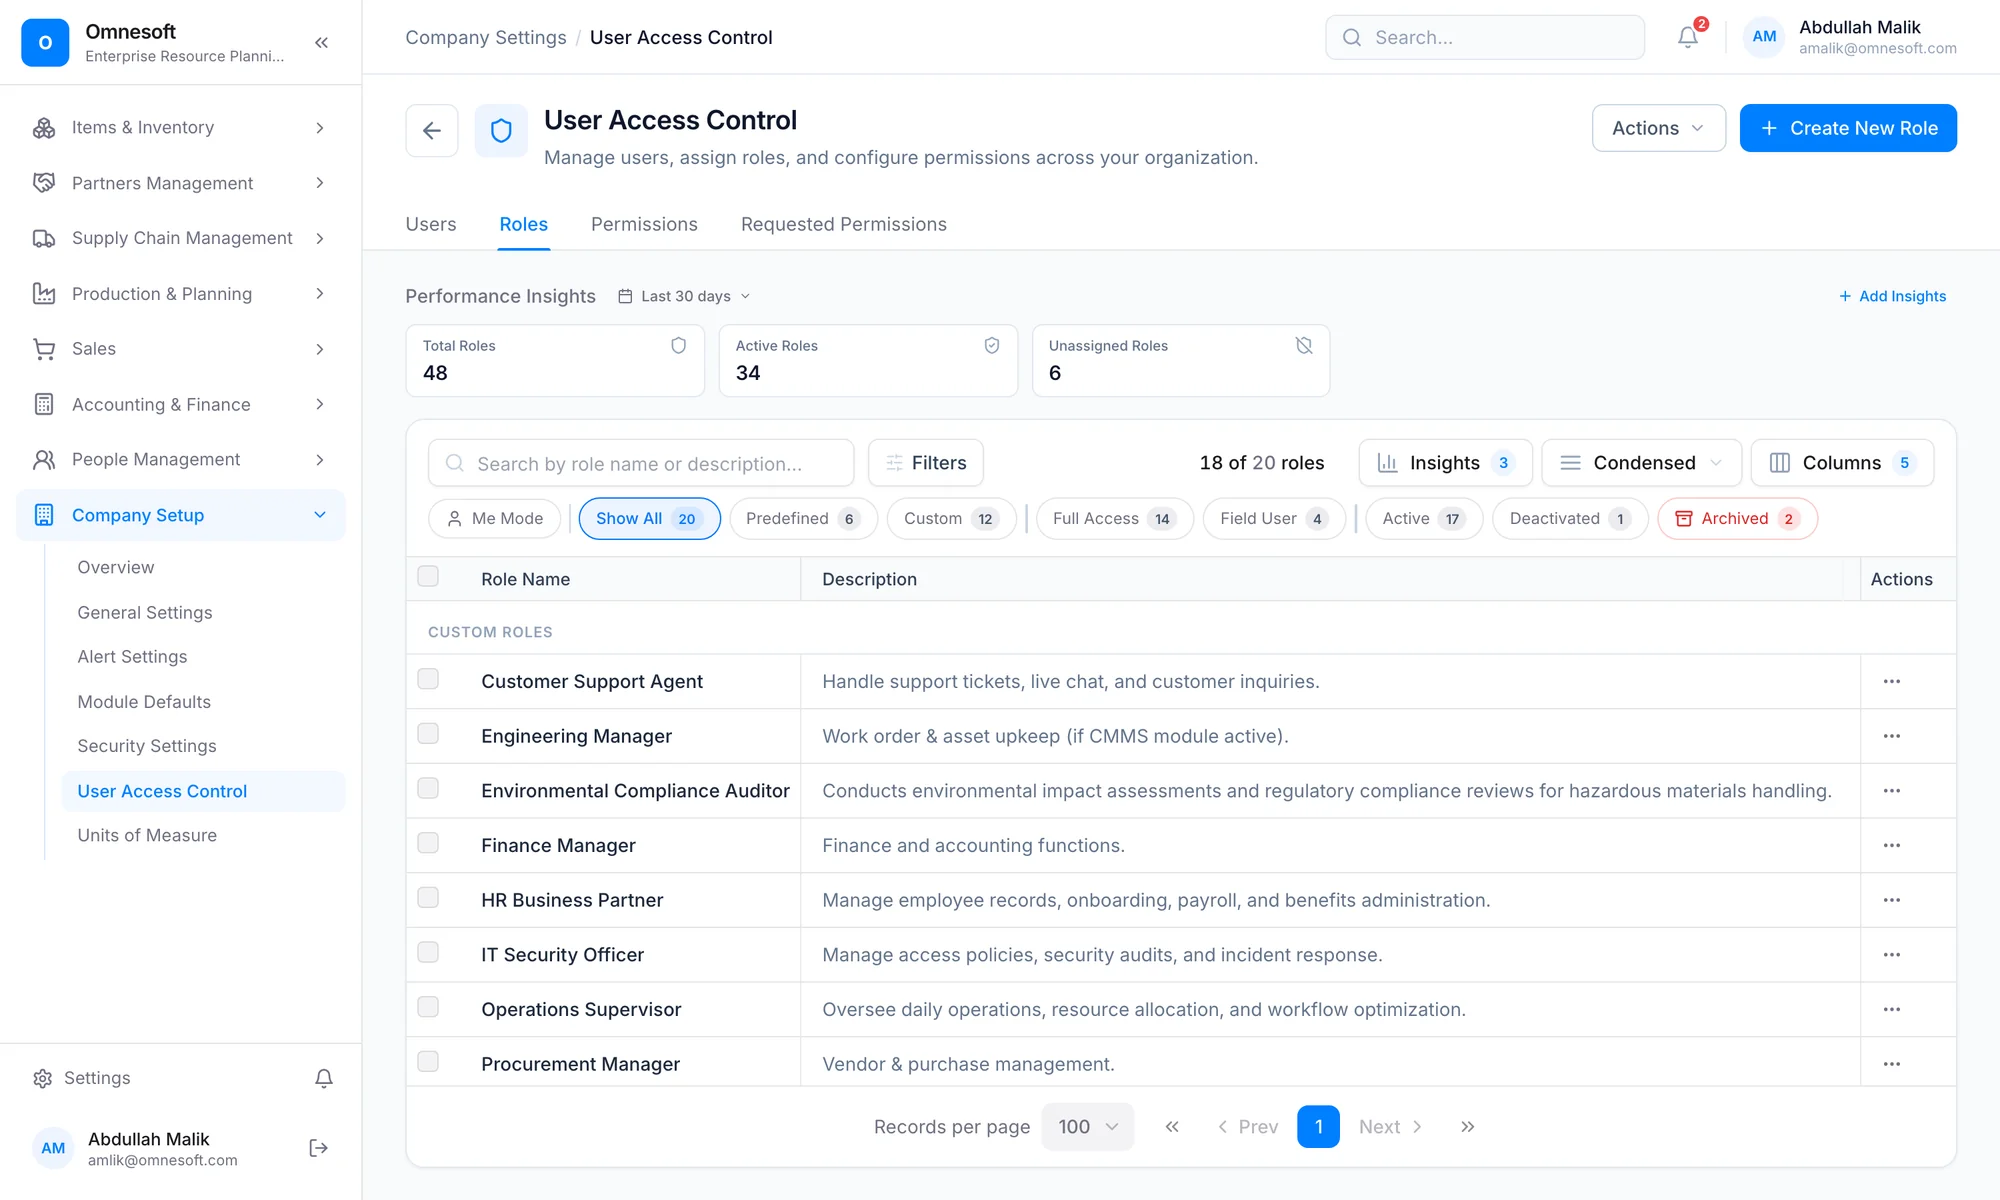 O
Omnesoft
Enterprise Resource Planni...
Items & Inventory
Partners Management
Supply Chain Management
Production & Planning
Sales
Accounting & Finance
People Management
Company Setup
Overview
General Settings
Alert Settings
Module Defaults
Security Settings
User Access Control
Units of Measure
Settings
AM
Abdullah Malik
amlik@omnesoft.com
Company Settings / User Access Control
Search...
2
AM
Abdullah Malik
amalik@omnesoft.com
User Access Control
Manage users, assign roles, and configure permissions across your organization.
Actions
+ Create New Role
Users Roles Permissions Requested Permissions
Performance Insights Last 30 days
+ Add Insights
Total Roles
48
Active Roles
34
Unassigned Roles
6
Search by role name or description...
Filters
18 of 20 roles
Insights 3
Condensed
Columns 5
Me Mode Show All 20 Predefined 6 Custom 12 Full Access 14 Field User 4 Active 17 Deactivated 1 Archived 2
Role Name Description Actions
CUSTOM ROLES
Customer Support Agent Handle support tickets, live chat, and customer inquiries.
Engineering Manager Work order & asset upkeep (if CMMS module active).
Environmental Compliance Auditor Conducts environmental impact assessments and regulatory compliance reviews for hazardous materials handling.
Finance Manager Finance and accounting functions.
HR Business Partner Manage employee records, onboarding, payroll, and benefits administration.
IT Security Officer Manage access policies, security audits, and incident response.
Operations Supervisor Oversee daily operations, resource allocation, and workflow optimization.
Procurement Manager Vendor & purchase management.
Records per page 100 Prev 1 Next